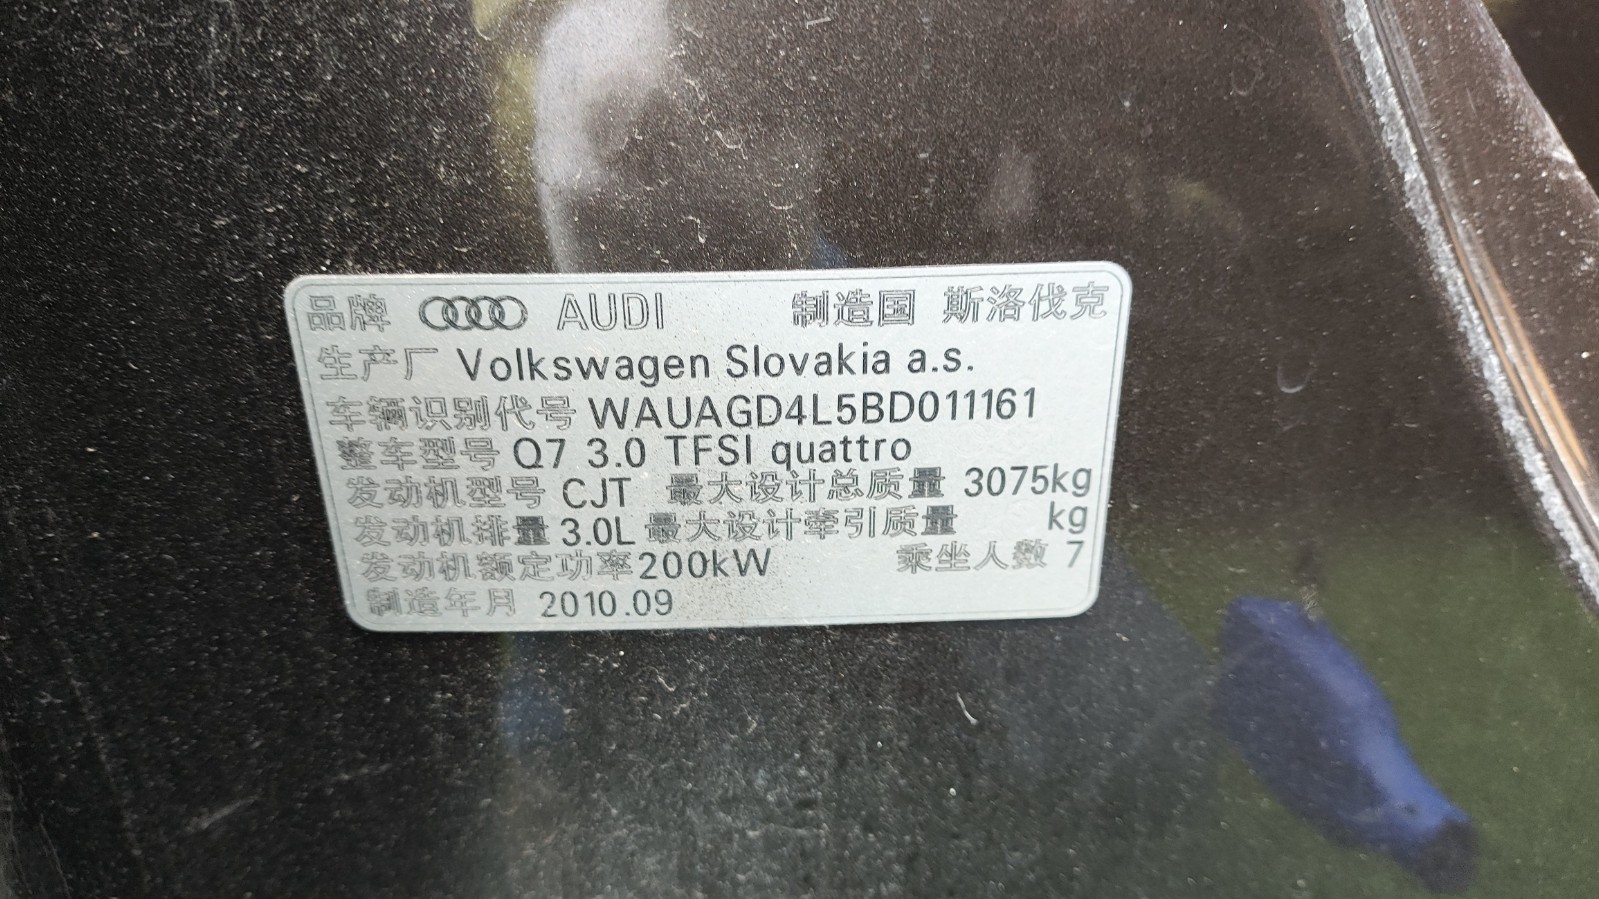 品牌 AUDI 制造国 斯洛伐克
生产厂 Volkswagen Slovakia a.s.
车辆识别代号 WAUAGD4L5BD011161
整车型号 Q7 3.0 TFSI quattro
发动机型号 CJT 最大设计总质量 3075kg
发动机排量 3.0L 最大设计牵引质量 kg
发动机额定功率 200kW 乘坐人数 7
制造年月 2010.09